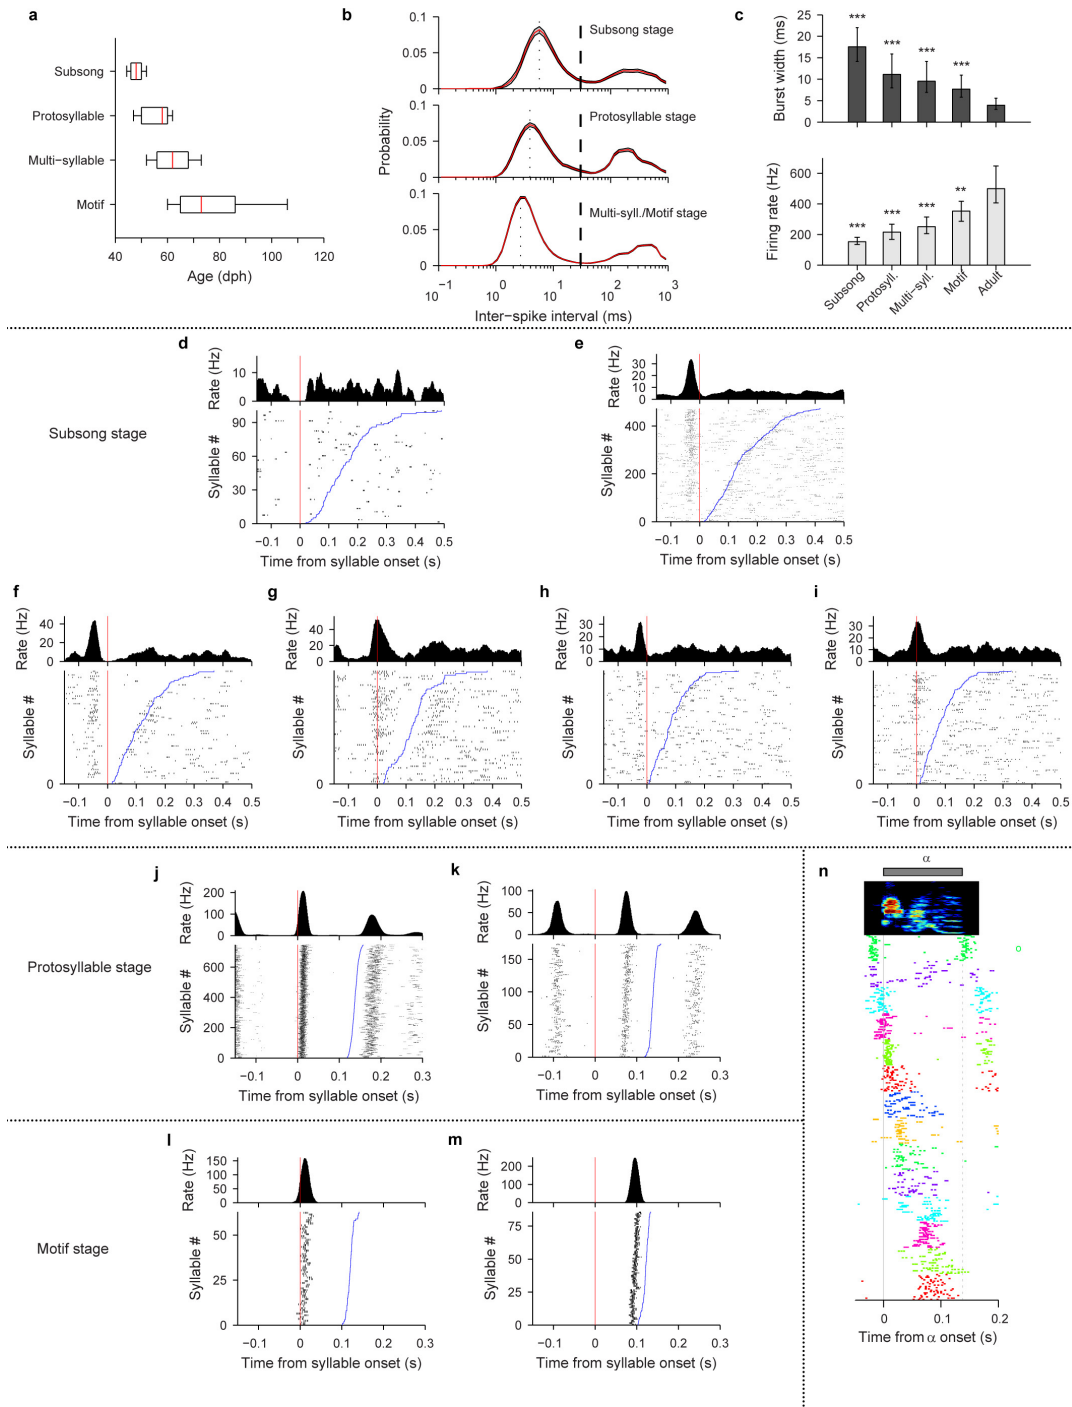 a
Subsong
Protosyllable
Multi-syllable
Motif
40 60 80 100 120
Age (dph)
b
0.1
0.05
0
Subsong stage
0.1
0.05
0
Protosyllable stage
0.1
0.05
0
Multi-syll./Motif stage
Probability
10⁻¹ 10⁰ 10¹ 10² 10³
Inter-spike interval (ms)
c
Burst width (ms)
25
20
15
10
5
0
*** *** *** ***
Firing rate (Hz)
600
400
200
0
*** *** *** **
Subsong Protosyll. Multi-syll. Motif Adult
Subsong stage
d
Rate (Hz)
10
0
Syllable #
90
60
30
0
-0.1 0 0.1 0.2 0.3 0.4 0.5
Time from syllable onset (s)
e
Rate (Hz)
30
20
10
0
Syllable #
400
200
0
-0.1 0 0.1 0.2 0.3 0.4 0.5
Time from syllable onset (s)
f
Rate (Hz)
40
20
0
Syllable #
0
-0.1 0 0.1 0.2 0.3 0.4 0.5
Time from syllable onset (s)
g
Rate (Hz)
40
20
0
Syllable #
0
-0.1 0 0.1 0.2 0.3 0.4 0.5
Time from syllable onset (s)
h
Rate (Hz)
30
20
10
0
Syllable #
0
-0.1 0 0.1 0.2 0.3 0.4 0.5
Time from syllable onset (s)
i
Rate (Hz)
30
20
10
0
Syllable #
0
-0.1 0 0.1 0.2 0.3 0.4 0.5
Time from syllable onset (s)
Protosyllable stage
j
Rate (Hz)
200
100
0
Syllable #
600
400
200
0
-0.1 0 0.1 0.2 0.3
Time from syllable onset (s)
k
Rate (Hz)
100
50
0
Syllable #
150
100
50
0
-0.1 0 0.1 0.2 0.3
Time from syllable onset (s)
Motif stage
l
Rate (Hz)
150
100
50
0
Syllable #
50
25
0
-0.1 0 0.1 0.2 0.3
Time from syllable onset (s)
m
Rate (Hz)
200
100
0
Syllable #
75
50
25
0
-0.1 0 0.1 0.2 0.3
Time from syllable onset (s)
n
α
0 0.1 0.2
Time from α onset (s)